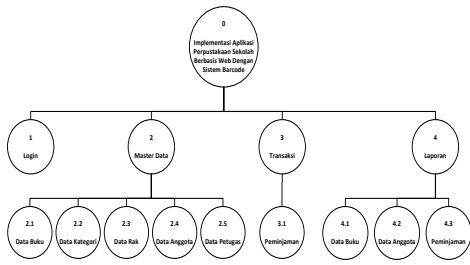 0
Implementasi Aplikasi
Perpustakaan Sekolah
Berbasis Web Dengan
Sistem Barcode
1
Login
2
Master Data
3
Transaksi
4
Laporan
2.1
Data Buku
2.2
Data Kategori
2.3
Data Rak
2.4
Data Anggota
2.5
Data Petugas
3.1
Peminjaman
4.1
Data Buku
4.2
Data Anggota
4.3
Peminjaman